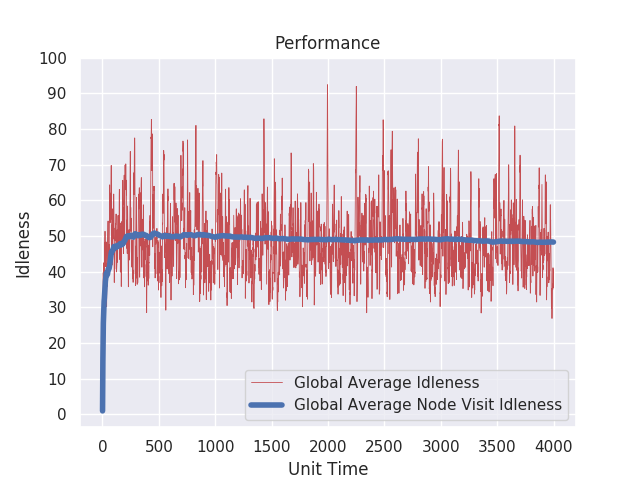 Performance
100
90
80
70
60
50
40
30
20
10
0
Idleness
0 500 1000 1500 2000 2500 3000 3500 4000
Unit Time
Global Average Idleness
Global Average Node Visit Idleness